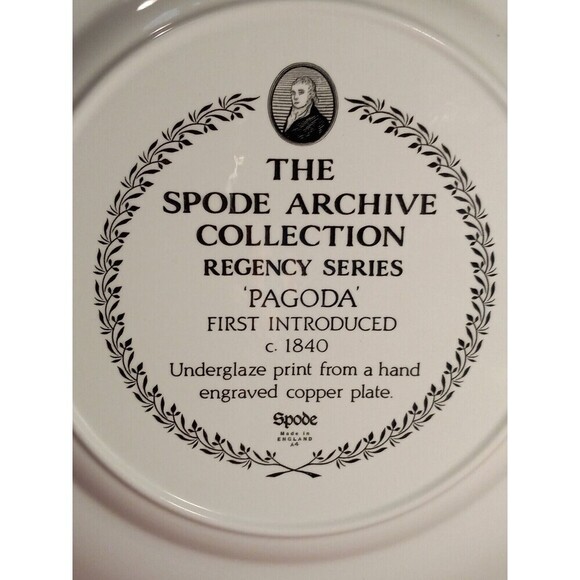 THE
SPODE ARCHIVE
COLLECTION
REGENCY SERIES
'PAGODA'
FIRST INTRODUCED
c. 1840
Underglaze print from a hand
engraved copper plate.
Spode
Made in
ENGLAND